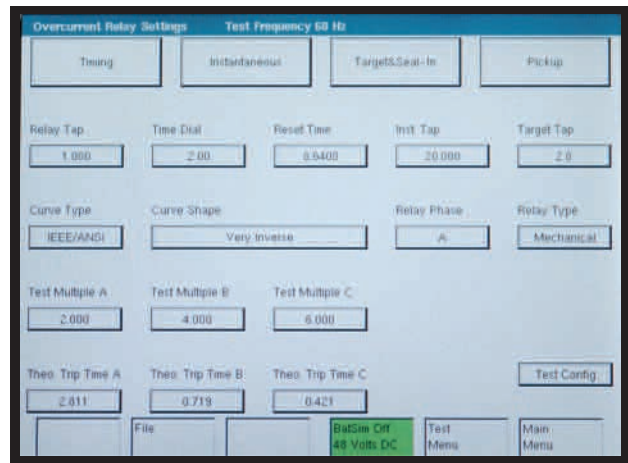 Overcurrent Relay Settings Test Frequency 60 Hz
Timing Instantaneous Target&Seal-In Pickup
Relay Tap Time Dial Reset Time Inst Tap Target Tap
1.000 2.00 0.6400 20.000 2.0
Curve Type Curve Shape Relay Phase Relay Type
IEEE/ANSI Very Inverse A Mechanical
Test Multiple A Test Multiple B Test Multiple C
2.000 4.000 6.000
Theo. Trip Time A Theo. Trip Time B Theo. Trip Time C Test Config
2.811 0.719 0.421
File BatSim Off Test Main
48 Volts DC Menu Menu